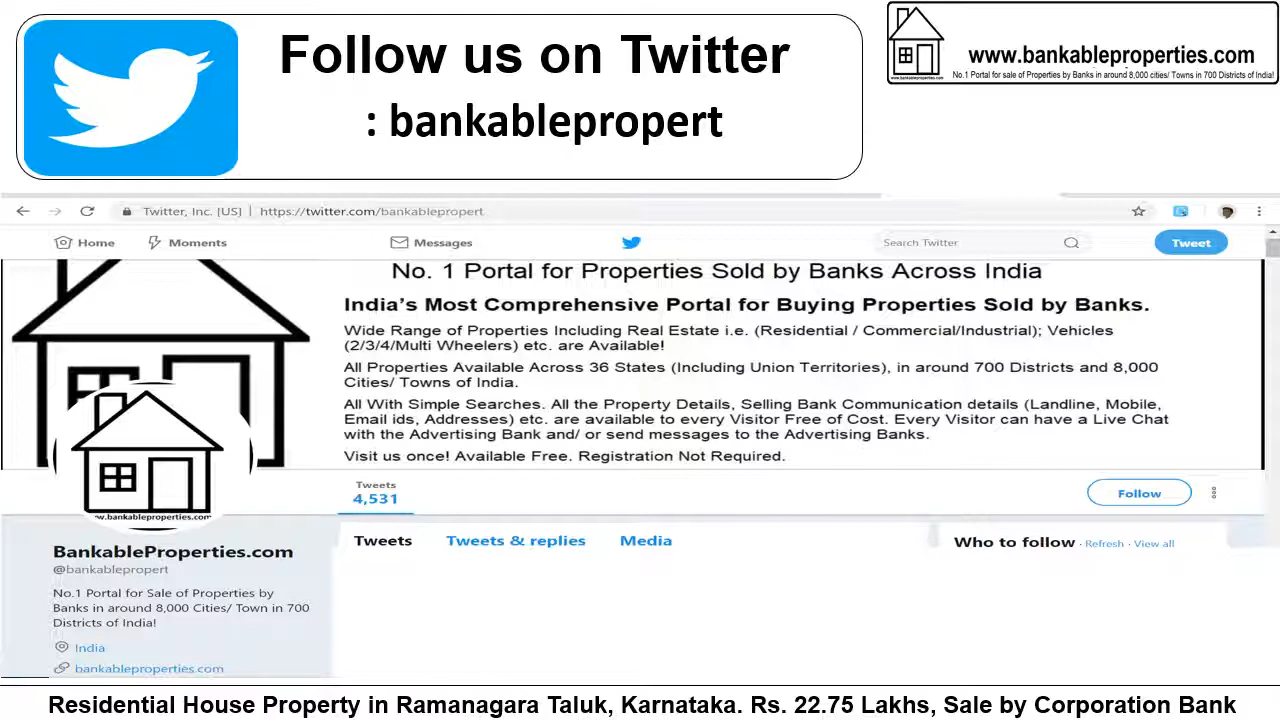 Follow us on Twitter
: bankablepropert
www.bankableproperties.com
No.1 Portal for sale of Properties by Banks in around 8,000 cities/ Towns in 700 Districts of India!
www.bankableproperties.com
Twitter, Inc. [US] | https://twitter.com/bankablepropert
Home Moments Messages Search Twitter Tweet
No. 1 Portal for Properties Sold by Banks Across India
India's Most Comprehensive Portal for Buying Properties Sold by Banks.
Wide Range of Properties Including Real Estate i.e. (Residential / Commercial/Industrial); Vehicles
(2/3/4/Multi Wheelers) etc. are Available!
All Properties Available Across 36 States (Including Union Territories), in around 700 Districts and 8,000
Cities/ Towns of India.
All With Simple Searches. All the Property Details, Selling Bank Communication details (Landline, Mobile,
Email ids, Addresses) etc. are available to every Visitor Free of Cost. Every Visitor can have a Live Chat
with the Advertising Bank and/ or send messages to the Advertising Banks.
Visit us once! Available Free. Registration Not Required.
ww.bankableproperties.com
Tweets
4,531
Follow
Tweets Tweets & replies Media
Who to follow · Refresh · View all
BankableProperties.com
@bankablepropert
No.1 Portal for Sale of Properties by
Banks in around 8,000 Cities/ Town in 700
Districts of India!
India
bankableproperties.com
Residential House Property in Ramanagara Taluk, Karnataka. Rs. 22.75 Lakhs, Sale by Corporation Bank